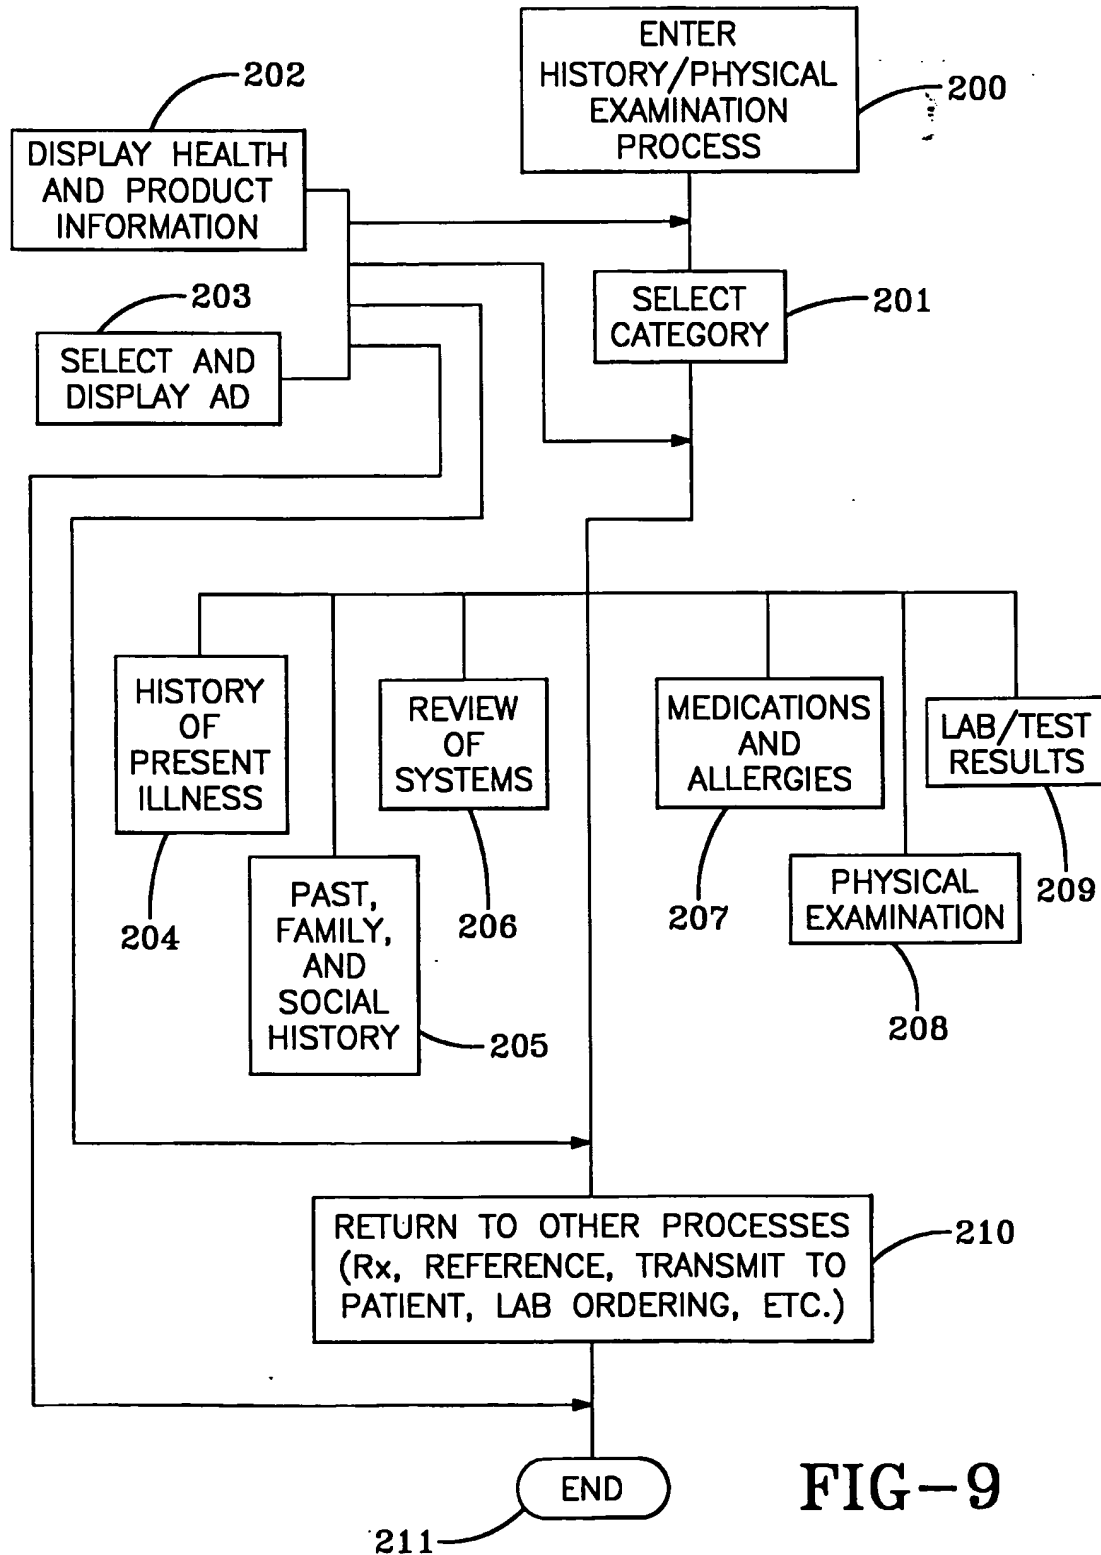 ENTER
HISTORY/PHYSICAL
EXAMINATION
PROCESS
200
202
DISPLAY HEALTH
AND PRODUCT
INFORMATION
203
SELECT AND
DISPLAY AD
SELECT
CATEGORY
201
HISTORY
OF
PRESENT
ILLNESS
204
PAST,
FAMILY,
AND
SOCIAL
HISTORY
205
REVIEW
OF
SYSTEMS
206
MEDICATIONS
AND
ALLERGIES
207
PHYSICAL
EXAMINATION
208
LAB/TEST
RESULTS
209
RETURN TO OTHER PROCESSES
(Rx, REFERENCE, TRANSMIT TO
PATIENT, LAB ORDERING, ETC.)
210
END
211
FIG-9